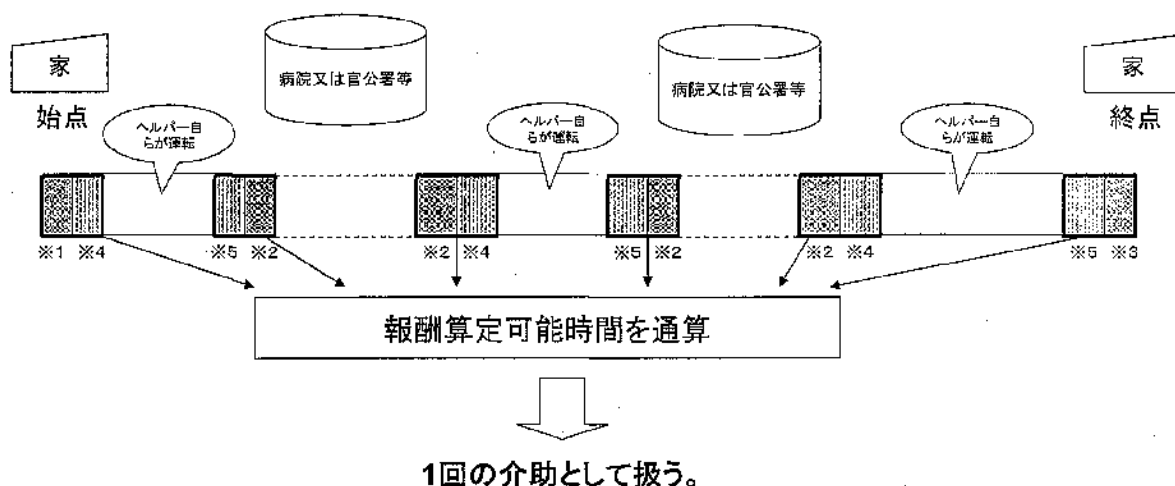 家
始点
病院又は官公署等
病院又は官公署等
家
終点
ヘルパー自
らが運転
ヘルパー自
らが運転
ヘルパー自
らが運転
※1 ※4 ※5 ※2 ※2 ※4 ※5 ※2 ※2 ※4 ※5 ※3
報酬算定可能時間を通算
1回の介助として扱う。